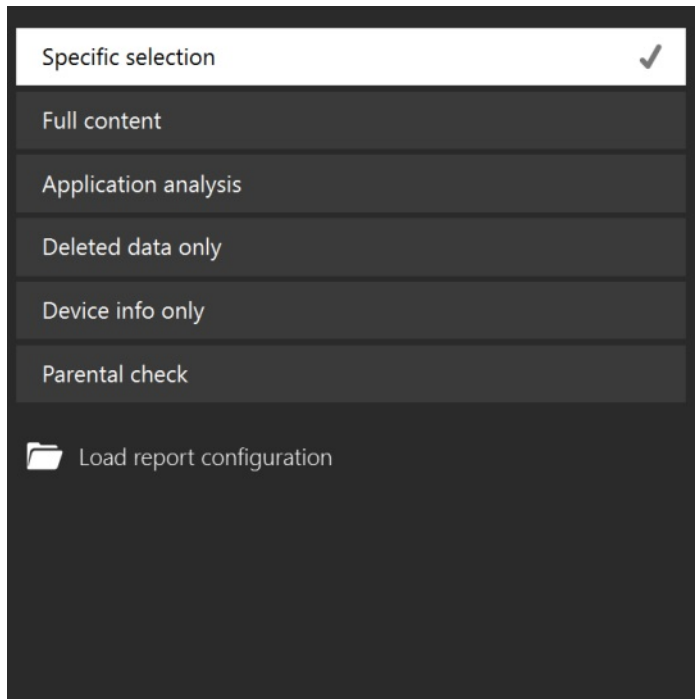 Specific selection
Full content
Application analysis
Deleted data only
Device info only
Parental check
Load report configuration